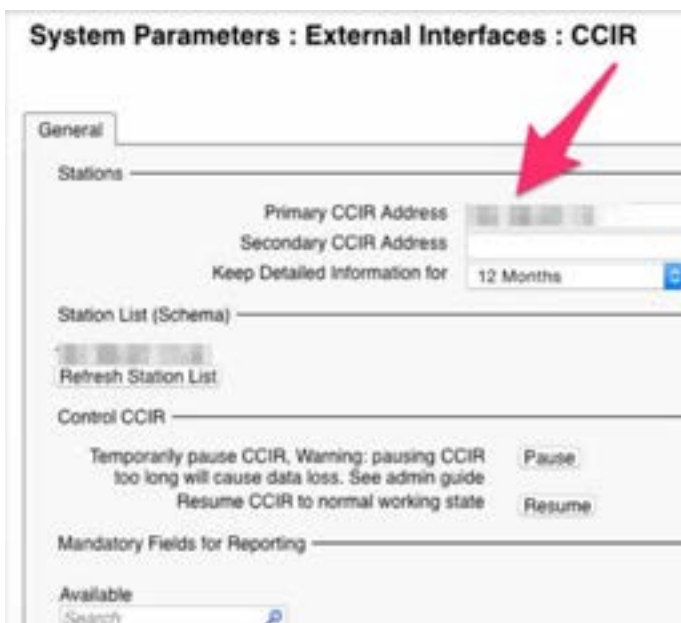 System Parameters : External Interfaces : CCIR
General
Stations
Primary CCIR Address
Secondary CCIR Address
Keep Detailed Information for 12 Months
Station List (Schema)
Refresh Station List
Control CCIR
Temporarily pause CCIR, Warning: pausing CCIR Pause
too long will cause data loss. See admin guide
Resume CCIR to normal working state Resume
Mandatory Fields for Reporting
Available
Search